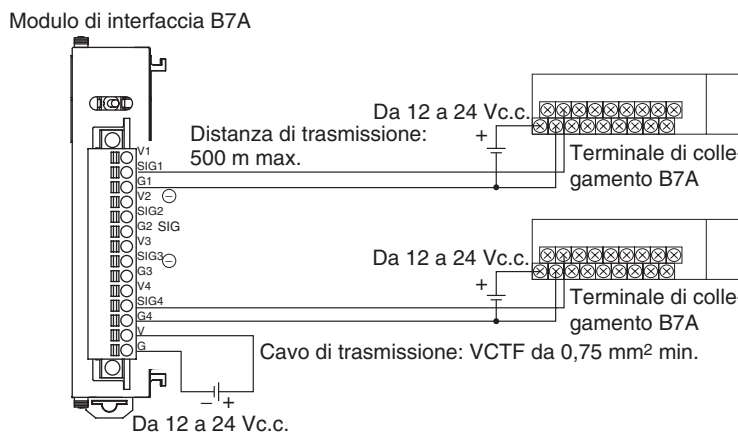 Modulo di interfaccia B7A
Da 12 a 24 Vc.c.
+
Distanza di trasmissione:
500 m max.
Terminale di colle-
gamento B7A
V1
SIG1
G1
V2 ⊖
SIG2
G2 SIG
V3
SIG3 ⊖
G3
V4
SIG4
G4
V
G
Da 12 a 24 Vc.c.
+
Terminale di colle-
gamento B7A
Cavo di trasmissione: VCTF da 0,75 mm² min.
− +
Da 12 a 24 Vc.c.